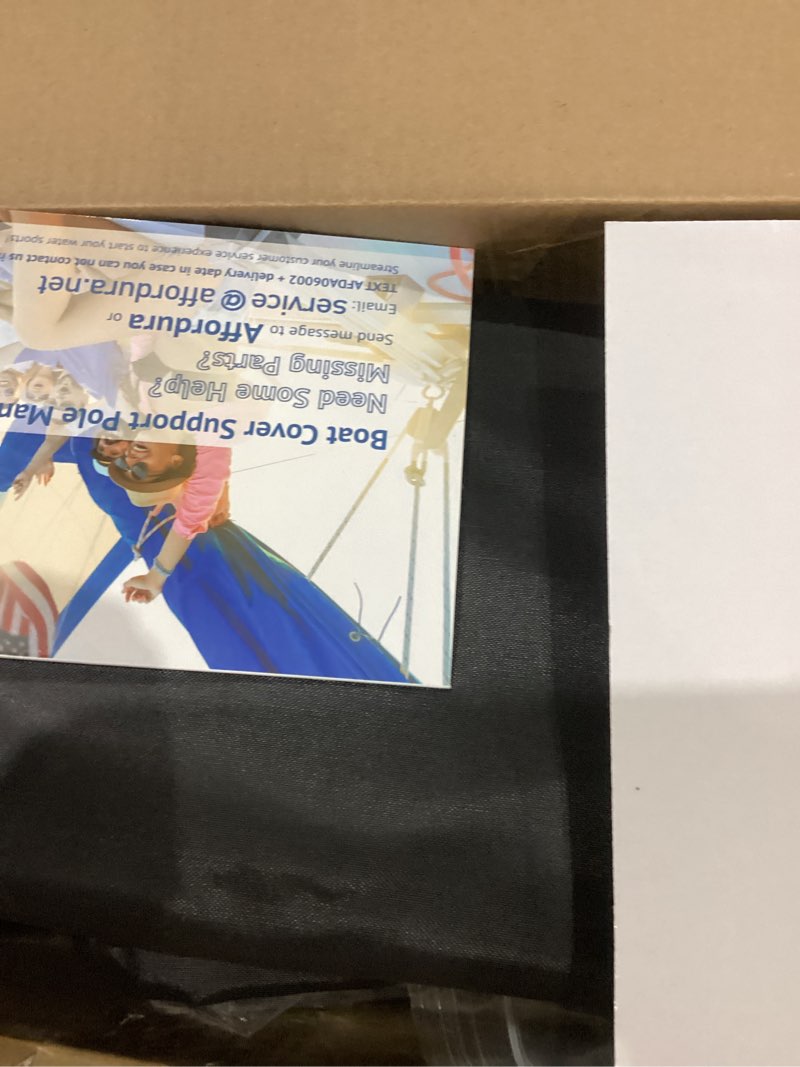 Boat Cover Support Pole Man
Need Some Help?
Missing Parts?
Send message to Affordura or
Email: service@affordura.net
TEXT AFDA06002 + delivery date in case you can not contact us
Streamline your customer service experience to start your water sports!